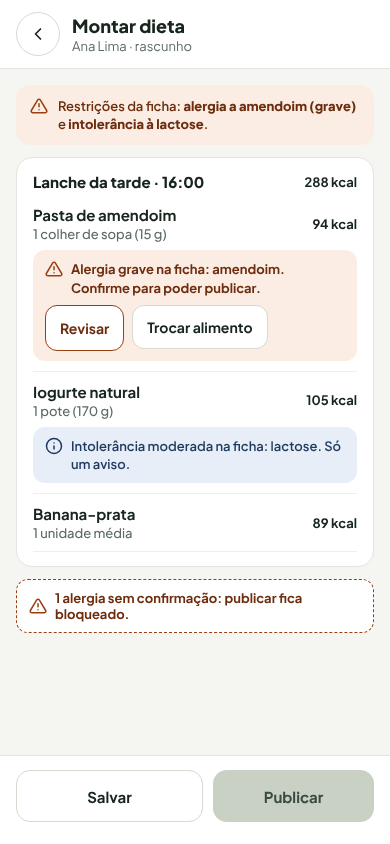 Montar dieta
Ana Lima · rascunho
Restrições da ficha: alergia a amendoim (grave)
e intolerância à lactose.
Lanche da tarde · 16:00
288 kcal
Pasta de amendoim
94 kcal
1 colher de sopa (15 g)
Alergia grave na ficha: amendoim.
Confirme para poder publicar.
Revisar
Trocar alimento
Iogurte natural
105 kcal
1 pote (170 g)
Intolerância moderada na ficha: lactose. Só
um aviso.
Banana-prata
89 kcal
1 unidade média
1 alergia sem confirmação: publicar fica
bloqueado.
Salvar
Publicar